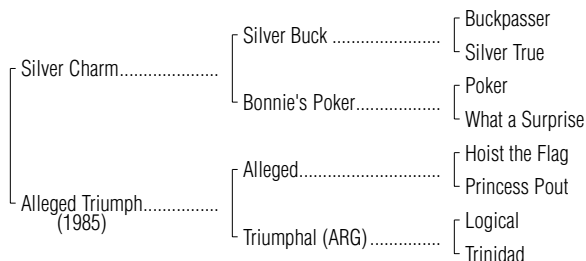 Buckpasser
Silver Buck ......................
Silver True
Silver Charm....................
Poker
Bonnie's Poker.................
What a Surprise
Hoist the Flag
Alleged.............................
Princess Pout
Alleged Triumph...............
(1985)
Logical
Triumphal (ARG) ..............
Trinidad